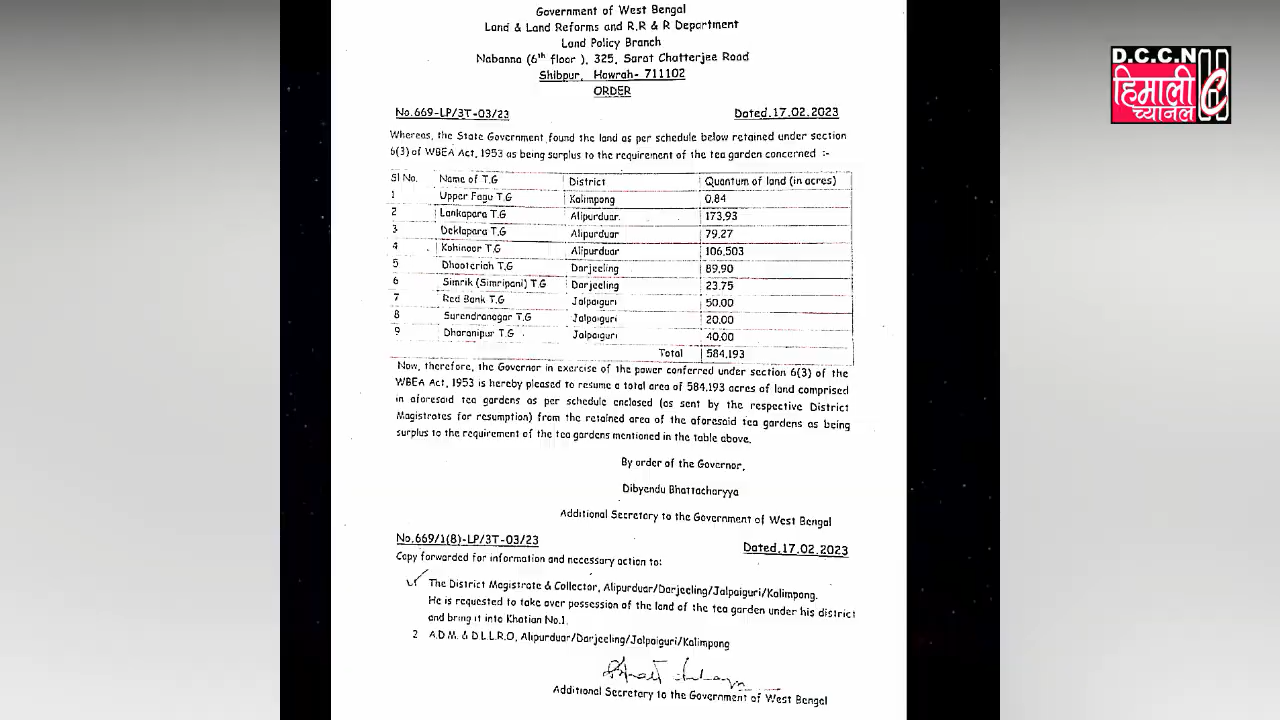 Government of West Bengal
Land & Land Reforms and R.R & R Department
Land Policy Branch
Nabanna (6th floor ), 325, Sarat Chatterjee Road
Shibpur, Howrah- 711102
ORDER
No.669-LP/3T-03/23 Dated.17.02.2023
Whereas, the State Government found the land as per schedule below retained under section
6(3) of WBEA Act, 1953 as being surplus to the requirement of the tea garden concerned :-
Sl No. Name of T.G District Quantum of land (in acres)
1 Upper Fagu T.G Kalimpong 0.84
2 Lankapara T.G Alipurduar. 173.93
3 Deklapara T.G Alipurduar 79.27
4 Kohinoor T.G Alipurduar 106.503
5 Dhooteriah T.G Darjeeling 89.90
6 Simrik (Simripani) T.G Darjeeling 23.75
7 Red Bank T.G Jalpaiguri 50.00
8 Surendranagar T.G Jalpaiguri 20.00
9 Dharanipur T.G Jalpaiguri 40.00
Total 584.193
Now, therefore, the Governor in exercise of the power conferred under section 6(3) of the
WBEA Act, 1953 is hereby pleased to resume a total area of 584.193 acres of land comprised
in aforesaid tea gardens as per schedule enclosed (as sent by the respective District
Magistrates for resumption) from the retained area of the aforesaid tea gardens as being
surplus to the requirement of the tea gardens mentioned in the table above.
By order of the Governor,
Dibyendu Bhattacharyya
Additional Secretary to the Government of West Bengal
No.669/1(8)-LP/3T-03/23 Dated.17.02.2023
Copy forwarded for information and necessary action to:
1 The District Magistrate & Collector, Alipurduar/Darjeeling/Jalpaiguri/Kalimpong.
He is requested to take over possession of the land of the tea garden under his district
and bring it into Khatian No.1.
2 A.D.M. & D.L.L.R.O, Alipurduar/Darjeeling/Jalpaiguri/Kalimpong
Additional Secretary to the Government of West Bengal
D.C.C.N
हिमाली
च्यानल